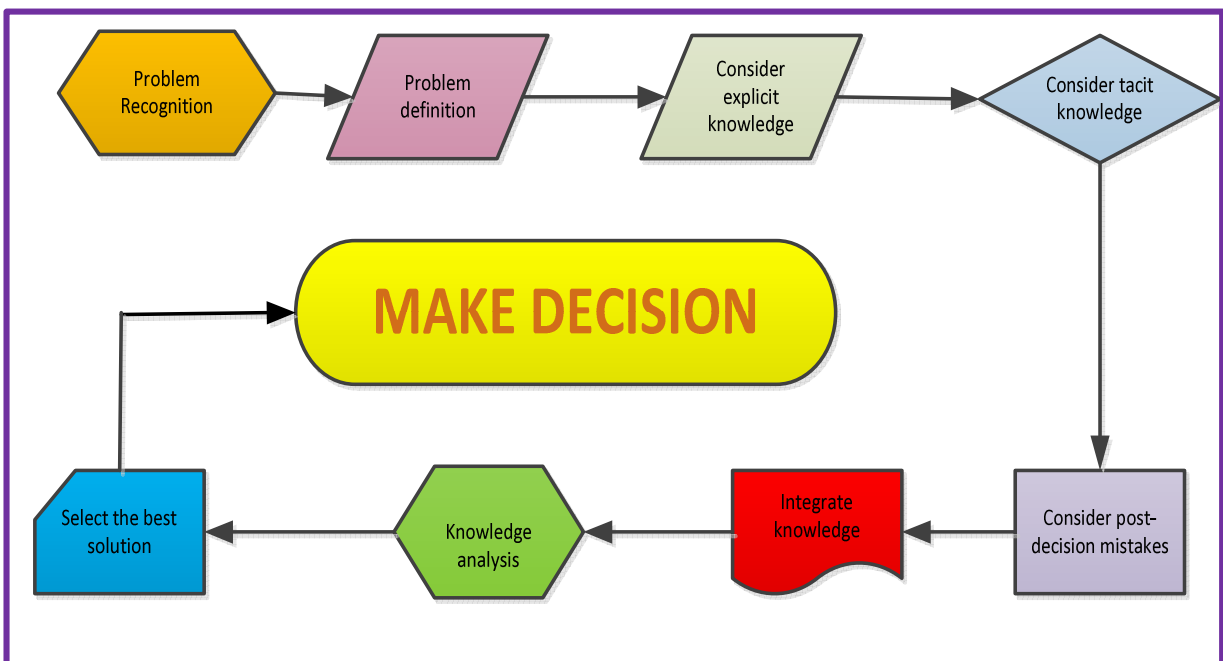 Problem
Recognition
Problem
definition
Consider
explicit
knowledge
Consider tacit
knowledge
MAKE DECISION
Select the best
solution
Knowledge
analysis
Integrate
knowledge
Consider post-
decision mistakes